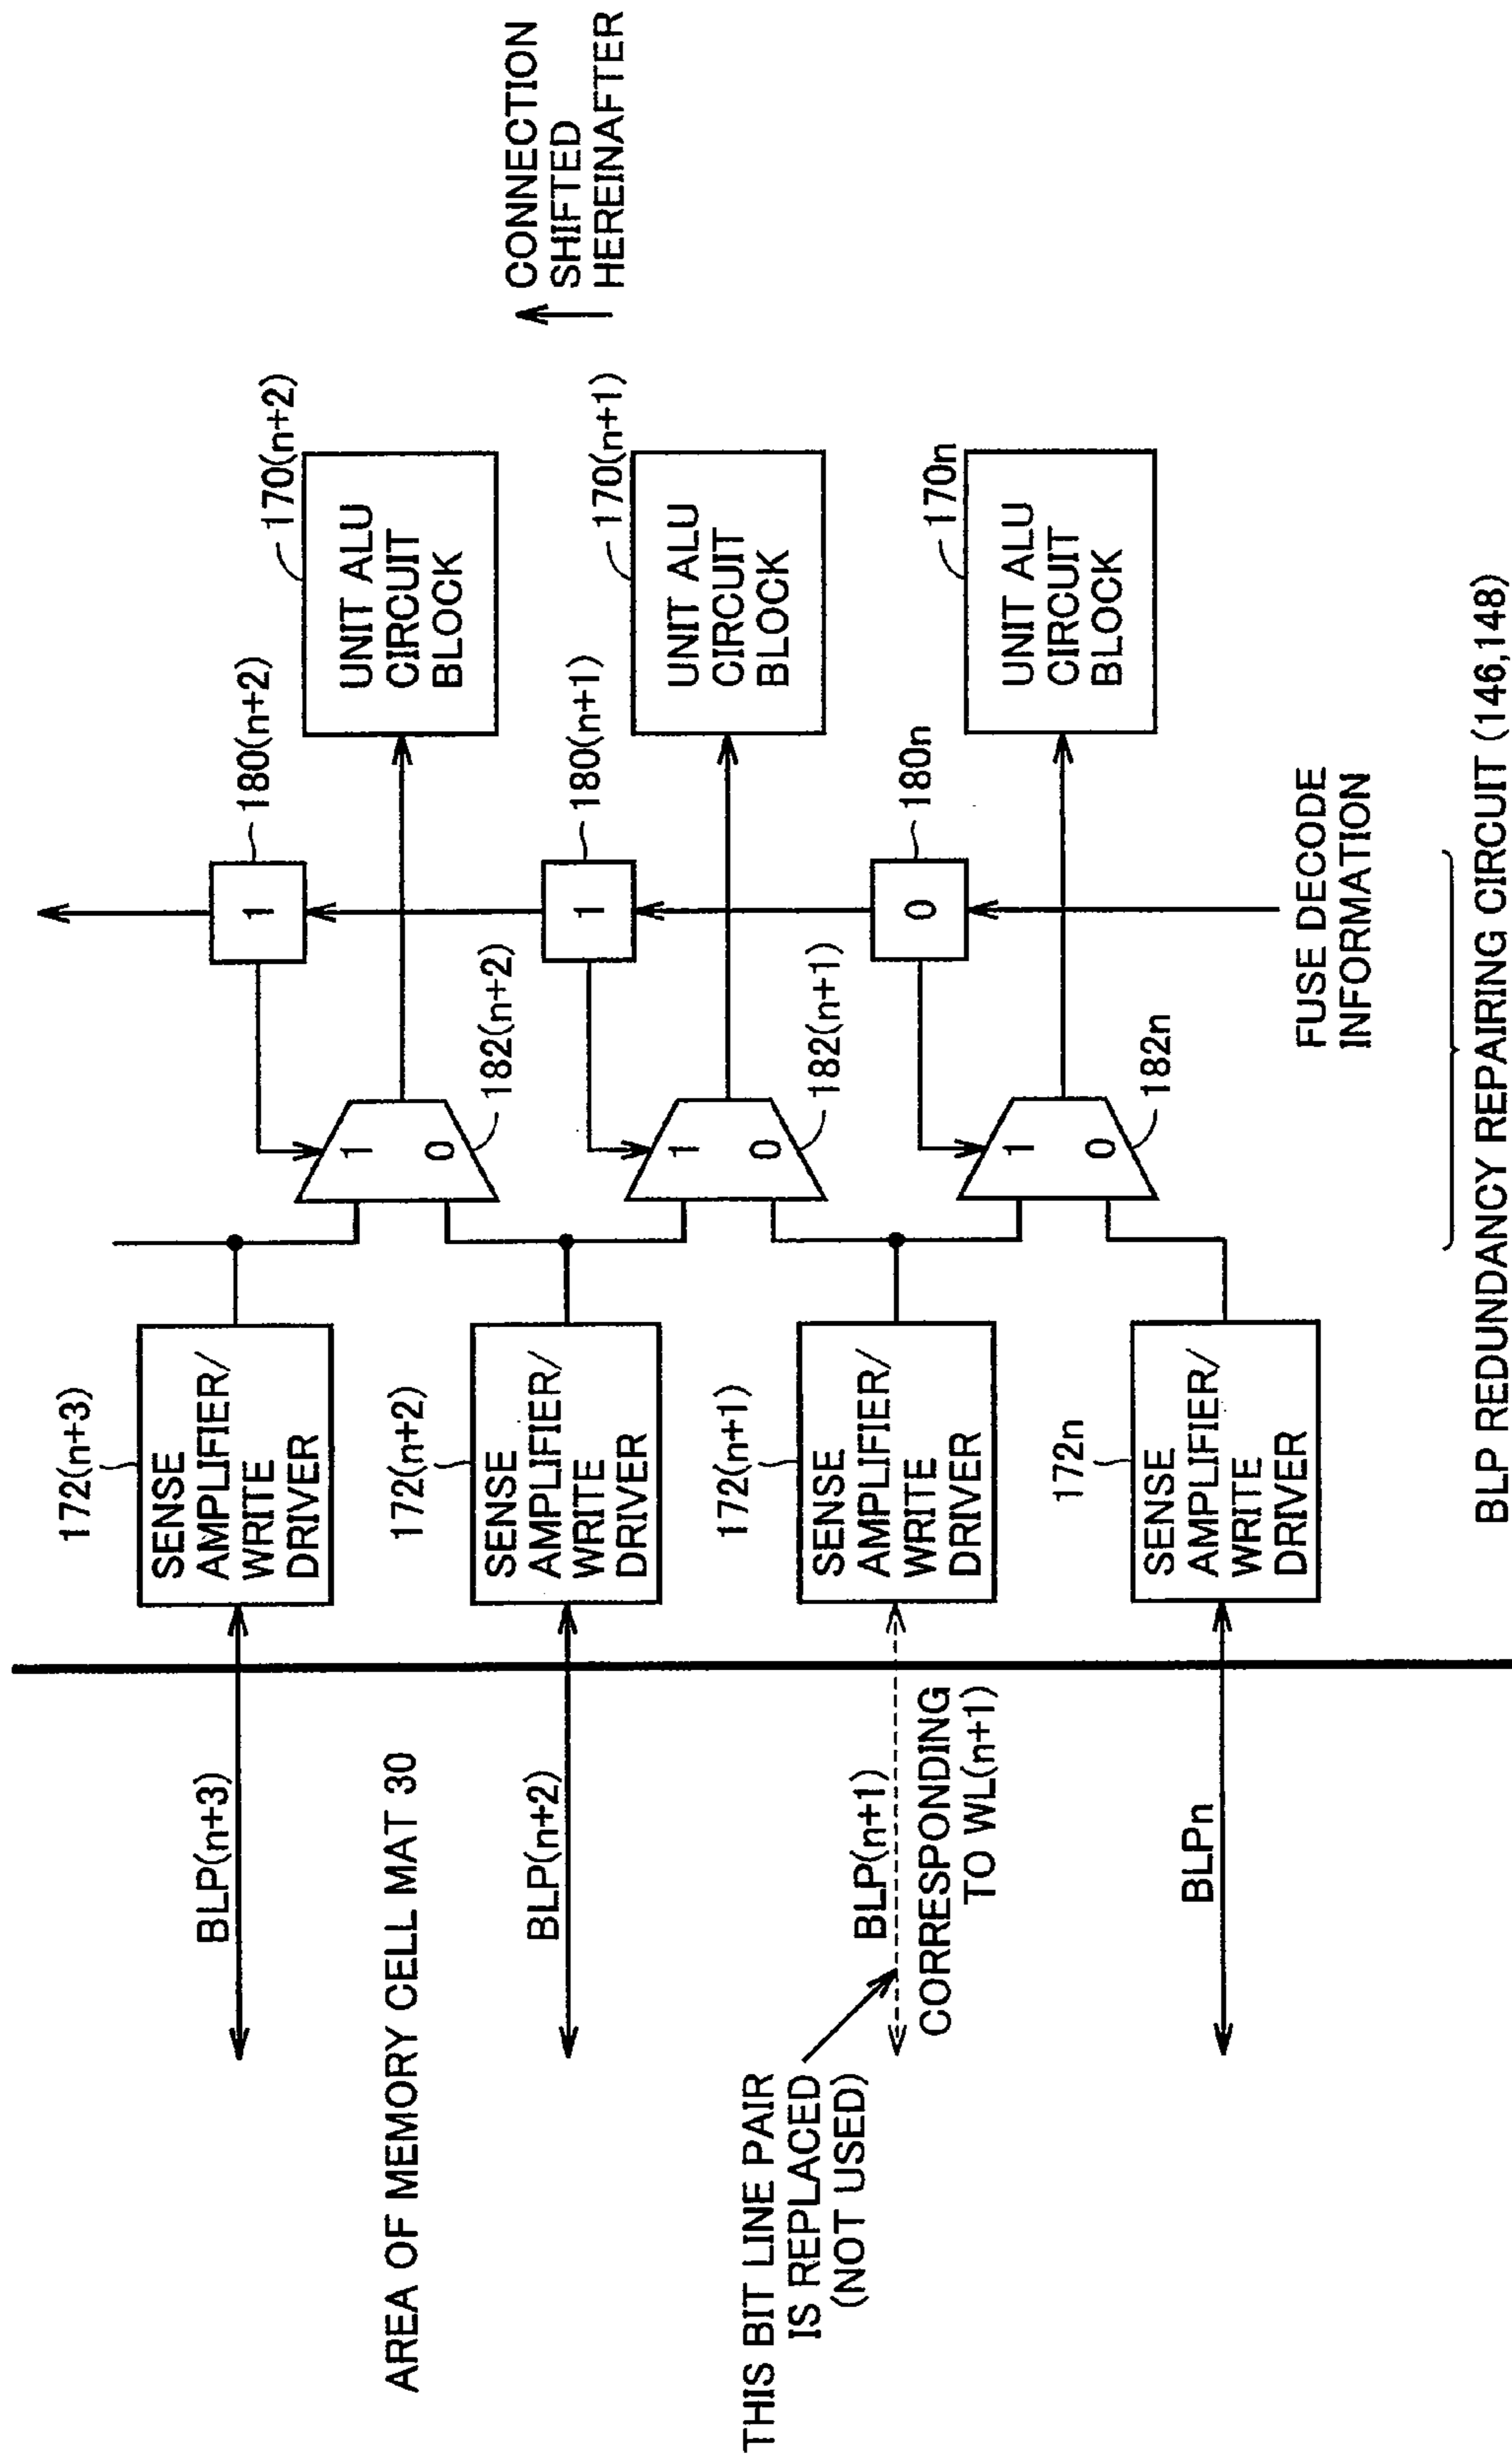 BLP(n+3)
172(n+3)
SENSE
AMPLIFIER/
WRITE
DRIVER
180(n+2)
1
170(n+2)
UNIT ALU
CIRCUIT
BLOCK
1
0
182(n+2)
CONNECTION
SHIFTED
HEREINAFTER
AREA OF MEMORY CELL MAT 30
BLP(n+2)
172(n+2)
SENSE
AMPLIFIER/
WRITE
DRIVER
180(n+1)
1
170(n+1)
UNIT ALU
CIRCUIT
BLOCK
1
0
182(n+1)
THIS BIT LINE PAIR
IS REPLACED
(NOT USED)
BLP(n+1)
CORRESPONDING
TO WL(n+1)
172(n+1)
SENSE
AMPLIFIER/
WRITE
DRIVER
180n
0
170n
UNIT ALU
CIRCUIT
BLOCK
1
0
182n
BLPn
172n
SENSE
AMPLIFIER/
WRITE
DRIVER
FUSE DECODE
INFORMATION
BLP REDUNDANCY REPAIRING CIRCUIT (146,148)